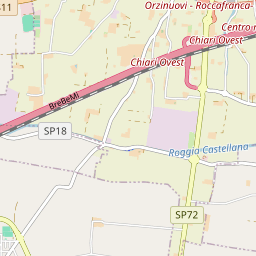 Orzinuovi - Roccafranca-
11
Centro
Chiari Ovest
Chiari Ovest
BreBeMi
SP18
Roggia Castellana
SP72